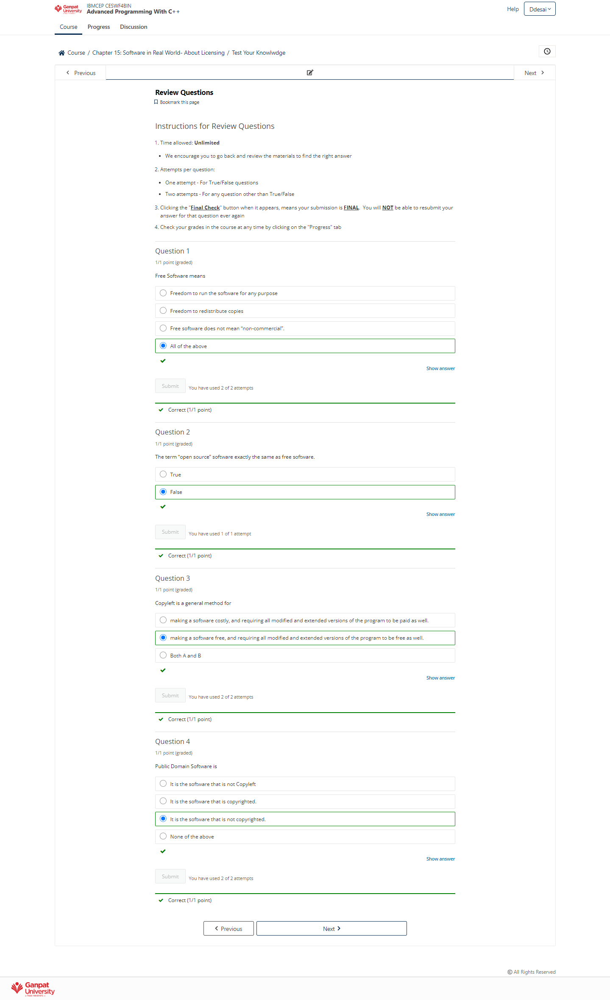 Ganpat
University
IBMCEP CESWF4BIN
Advanced Programming With C++
Help
Ddesai
Course
Progress
Discussion
Course / Chapter 15: Software in Real World- About Licensing / Test Your Knowlwdge
Previous
Next
Review Questions
Bookmark this page
Instructions for Review Questions
1. Time allowed: Unlimited
• We encourage you to go back and review the materials to find the right answer
2. Attempts per question:
• One attempt - For True/False questions
• Two attempts - For any question other than True/False
3. Clicking the "Final Check" button when it appears, means your submission is FINAL. You will NOT be able to resubmit your
answer for that question ever again
4. Check your grades in the course at any time by clicking on the "Progress" tab
Question 1
1/1 point (graded)
Free Software means
Freedom to run the software for any purpose
Freedom to redistribute copies
Free software does not mean “non-commercial”.
All of the above
Show answer
Submit
You have used 2 of 2 attempts
Correct (1/1 point)
Question 2
1/1 point (graded)
The term “open source” software exactly the same as free software.
True
False
Show answer
Submit
You have used 1 of 1 attempt
Correct (1/1 point)
Question 3
1/1 point (graded)
Copyleft is a general method for
making a software costly, and requiring all modified and extended versions of the program to be paid as well.
making a software free, and requiring all modified and extended versions of the program to be free as well.
Both A and B
Show answer
Submit
You have used 2 of 2 attempts
Correct (1/1 point)
Question 4
1/1 point (graded)
Public Domain Software is
It is the software that is not Copyleft
It is the software that is copyrighted.
It is the software that is not copyrighted.
None of the above
Show answer
Submit
You have used 2 of 2 attempts
Correct (1/1 point)
Previous
Next
© All Rights Reserved
Ganpat
University